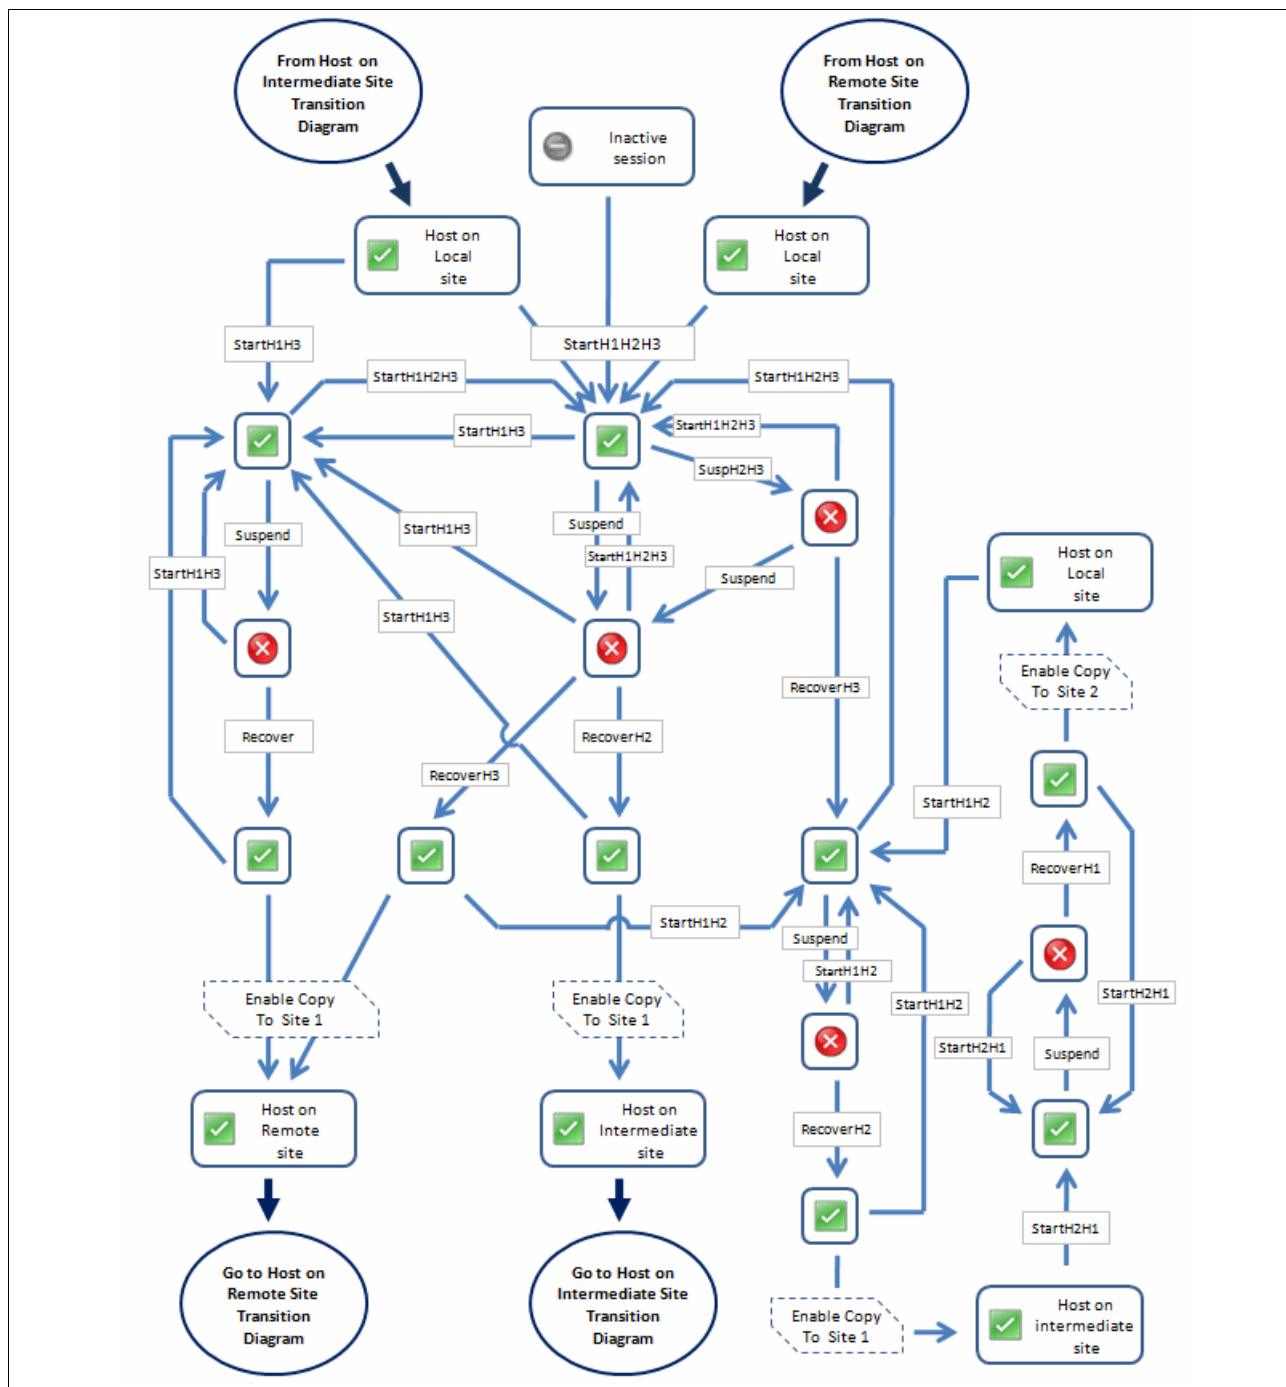 From Host on
Intermediate Site
Transition
Diagram
From Host on
Remote Site
Transition
Diagram
Inactive
session
Host on
Local
site
Host on
Local
site
StartH1H3
StartH1H2H3
StartH1H2H3
StartH1H2H3
StartH1H3
StartH1H2H3
SuspH2H3
Suspend
StartH1H3
Suspend
StartH1H2H3
StartH1H3
Suspend
StartH1H3
Host on
Local
site
Enable Copy
To Site 2
RecoverH3
Recover
RecoverH2
RecoverH3
StartH1H2
RecoverH1
StartH1H2
Suspend
StartH1H2
StartH1H2
StartH2H1
StartH2H1
Suspend
Enable Copy
To Site 1
Enable Copy
To Site 1
Host on
Remote
site
Host on
Intermediate
site
RecoverH2
StartH2H1
Go to Host on
Remote Site
Transition
Diagram
Go to Host on
Intermediate Site
Transition
Diagram
Enable Copy
To Site 1
Host on
intermediate
site